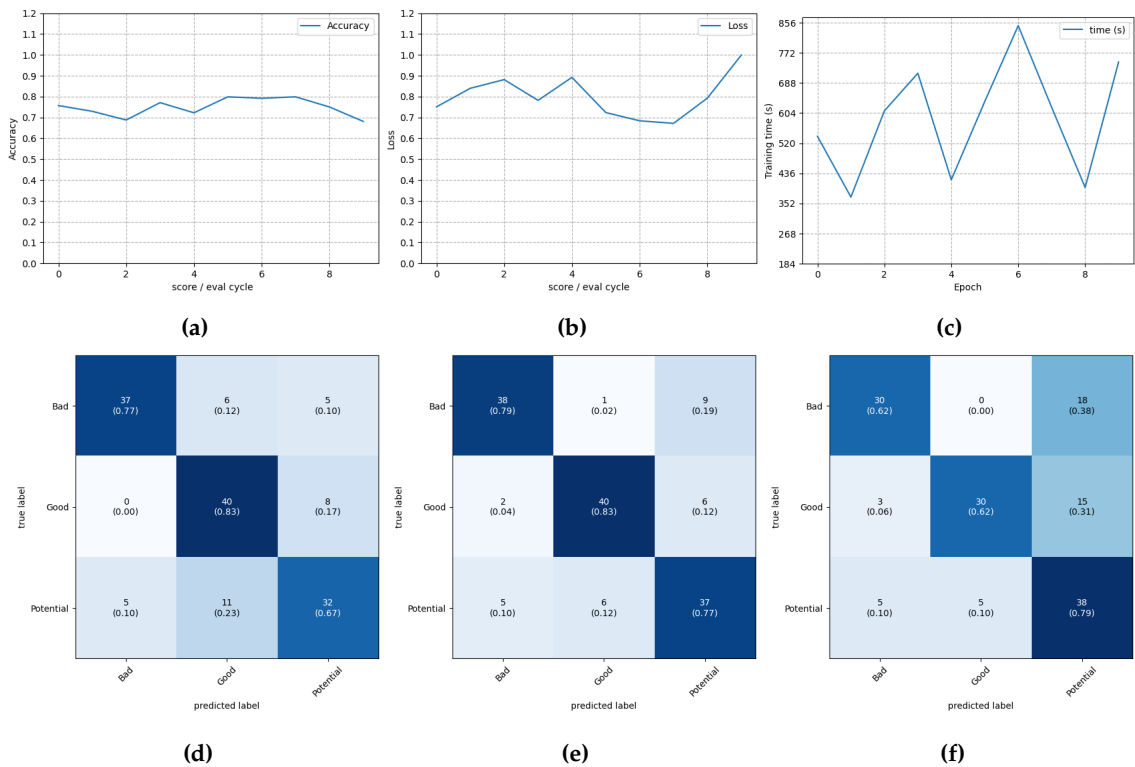 1.2
1.1
1.0
0.9
0.8
0.7
0.6
0.5
0.4
0.3
0.2
0.1
0.0
Accuracy
Accuracy
0 2 4 6 8
score / eval cycle
(a)
1.2
1.1
1.0
0.9
0.8
0.7
0.6
0.5
0.4
0.3
0.2
0.1
0.0
Loss
Loss
0 2 4 6 8
score / eval cycle
(b)
856
772
688
604
520
436
352
268
184
Training time (s)
time (s)
0 2 4 6 8
Epoch
(c)
true label
Bad
37 6 5
(0.77) (0.12) (0.10)
Good
0 40 8
(0.00) (0.83) (0.17)
Potential
5 11 32
(0.10) (0.23) (0.67)
Bad Good Potential
predicted label
(d)
true label
Bad
38 1 9
(0.79) (0.02) (0.19)
Good
2 40 6
(0.04) (0.83) (0.12)
Potential
5 6 37
(0.10) (0.12) (0.77)
Bad Good Potential
predicted label
(e)
true label
Bad
30 0 18
(0.62) (0.00) (0.38)
Good
3 30 15
(0.06) (0.62) (0.31)
Potential
5 5 38
(0.10) (0.10) (0.79)
Bad Good Potential
predicted label
(f)